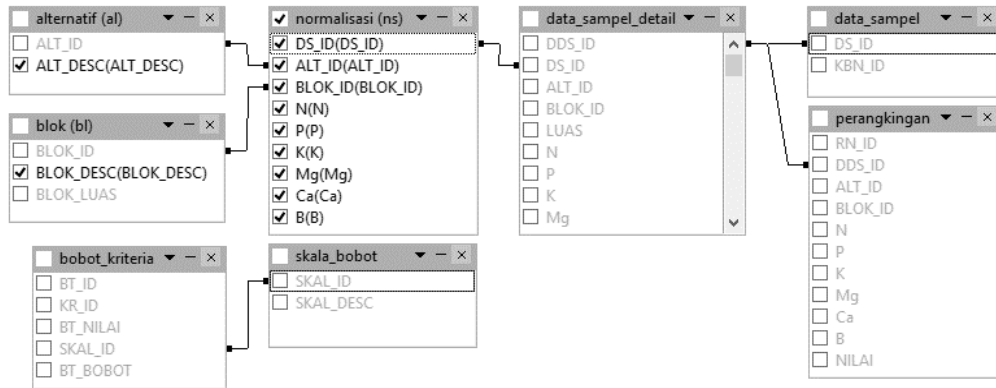 alternatif (al)
ALT_ID
ALT_DESC(ALT_DESC)
blok (bl)
BLOK_ID
BLOK_DESC(BLOK_DESC)
BLOK_LUAS
normalisasi (ns)
DS_ID(DS_ID)
ALT_ID(ALT_ID)
BLOK_ID(BLOK_ID)
N(N)
P(P)
K(K)
Mg(Mg)
Ca(Ca)
B(B)
data_sampel_detail
DDS_ID
DS_ID
ALT_ID
BLOK_ID
LUAS
N
P
K
Mg
data_sampel
DS_ID
KBN_ID
perangkingan
RN_ID
DDS_ID
ALT_ID
BLOK_ID
N
P
K
Mg
Ca
B
NILAI
bobot_kriteria
BT_ID
KR_ID
BT_NILAI
SKAL_ID
BT_BOBOT
skala_bobot
SKAL_ID
SKAL_DESC